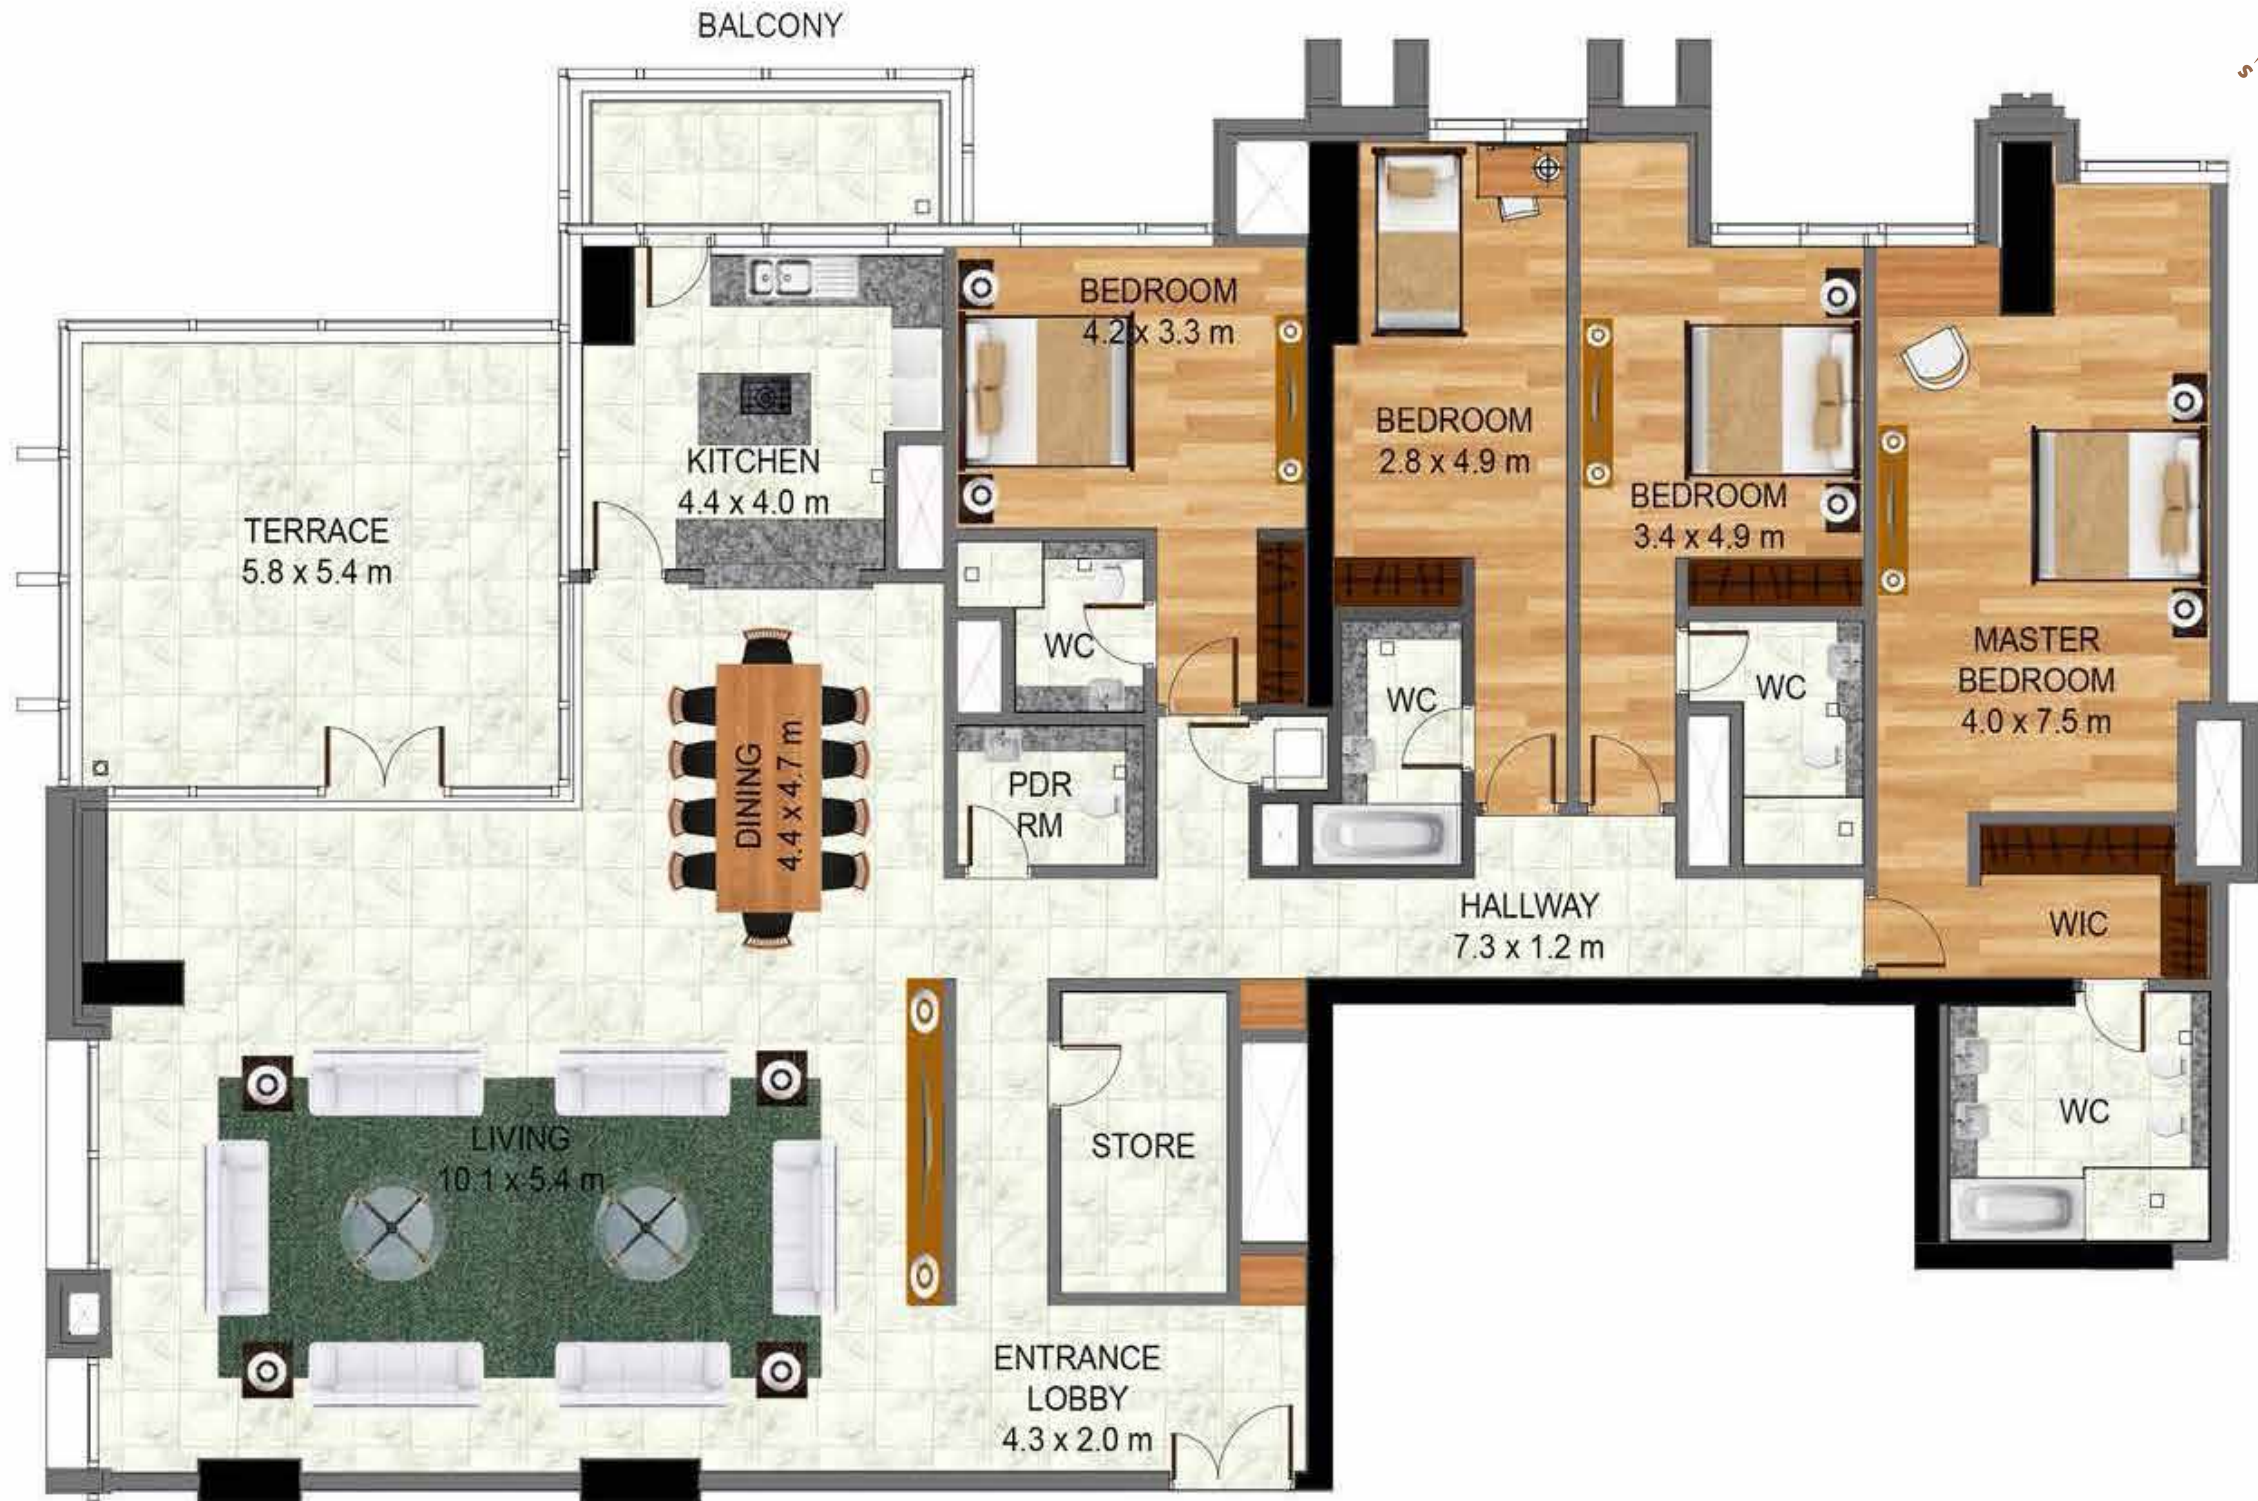 BALCONY
BEDROOM
4.2 x 3.3 m
BEDROOM
2.8 x 4.9 m
KITCHEN
4.4 x 4.0 m
BEDROOM
3.4 x 4.9 m
TERRACE
5.8 x 5.4 m
WC
WC
WC
MASTER
BEDROOM
4.0 x 7.5 m
DINING
4.4 x 4.7 m
PDR
RM
HALLWAY
7.3 x 1.2 m
WIC
LIVING
10.1 x 5.4 m
STORE
WC
ENTRANCE
LOBBY
4.3 x 2.0 m